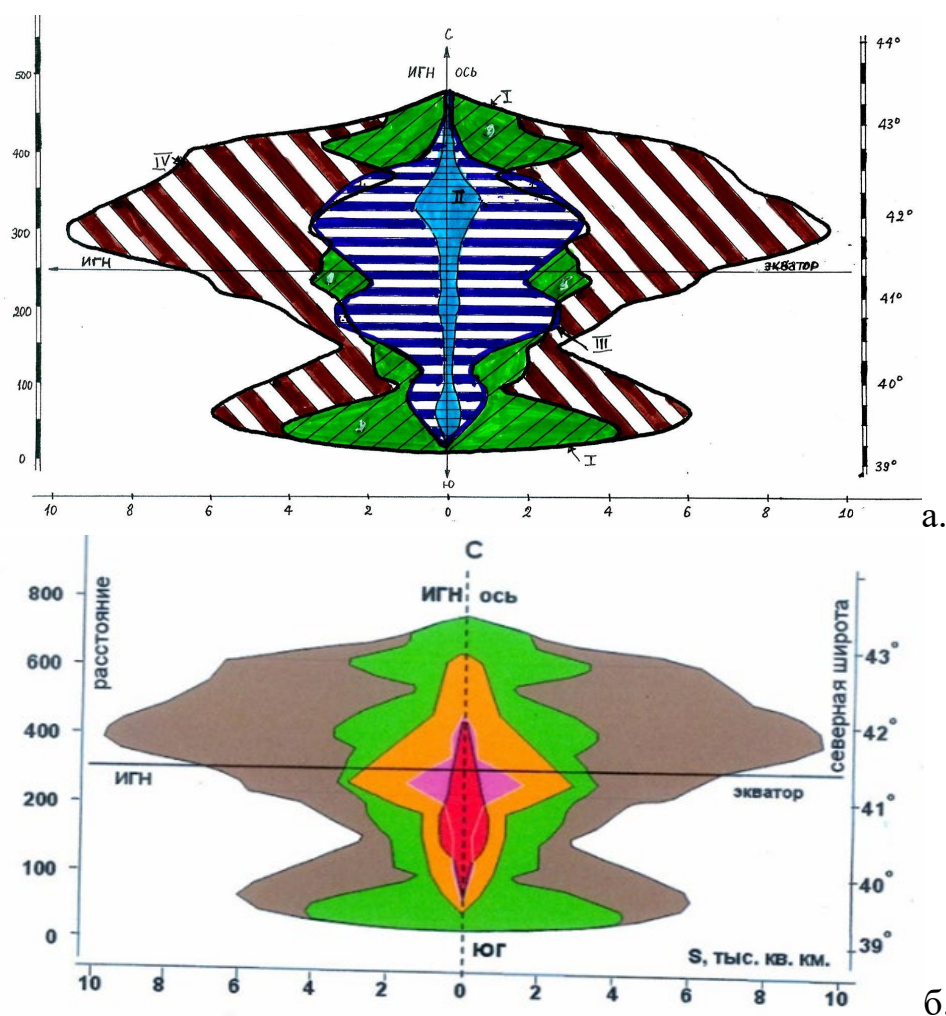 С
ИГН ось
I
IV
II
III
I
ИГН
экватор
Ю
500
400
300
200
100
0
44°
43°
42°
41°
40°
39°
10 8 6 4 2 0 2 4 6 8 10
а.
С
ИГН ось
расстояние
северная широта
800
600
400
200
100
0
43°
42°
41°
40°
39°
ИГН
экватор
ЮГ
S, тыс. кв. км.
10 8 6 4 2 0 2 4 6 8 10
б.